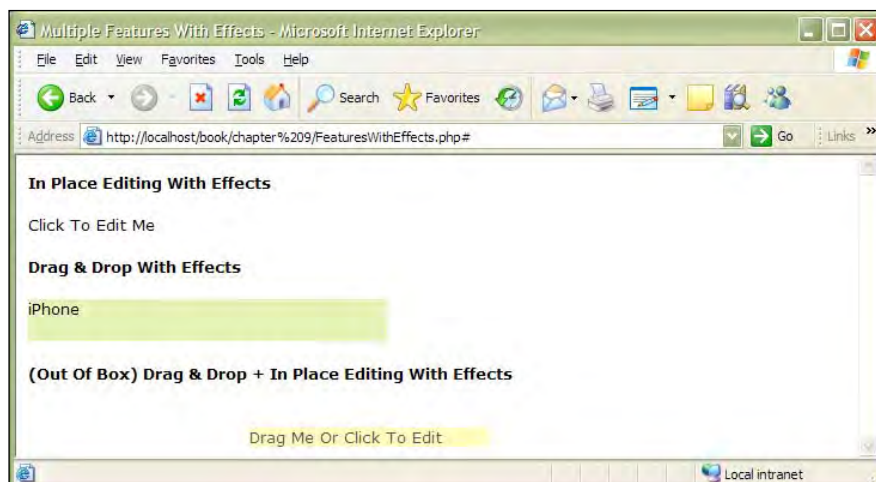 Multiple Features With Effects - Microsoft Internet Explorer
File Edit View Favorites Tools Help
Back Search Favorites
Address http://localhost/book/chapter%209/FeaturesWithEffects.php# Go Links »
In Place Editing With Effects
Click To Edit Me
Drag & Drop With Effects
iPhone
(Out Of Box) Drag & Drop + In Place Editing With Effects
Drag Me Or Click To Edit
Local intranet